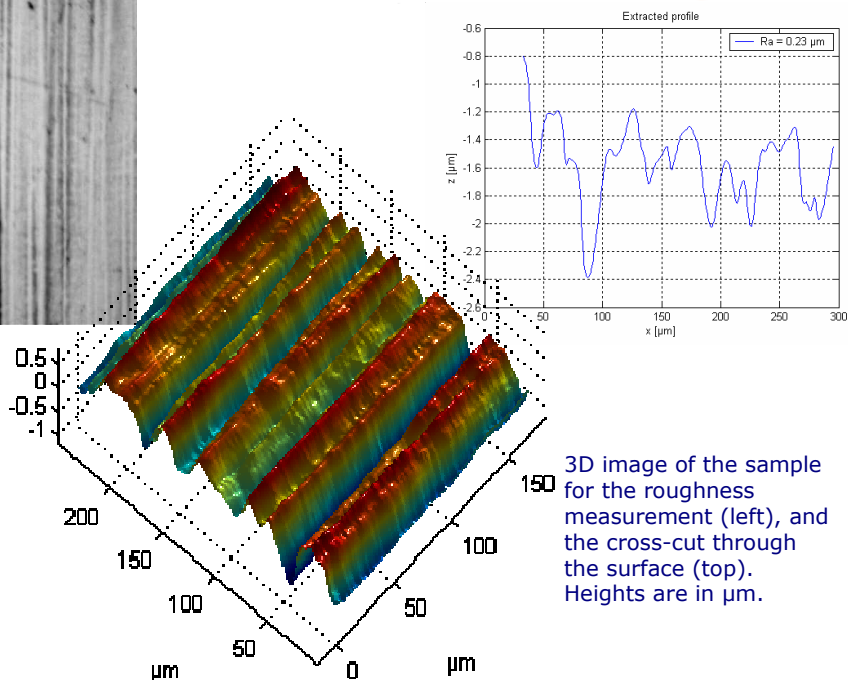 Extracted profile
Ra = 0.23 µm
-0.6
-0.8
-1
-1.2
-1.4
-1.6
-1.8
-2
-2.2
-2.4
-2.6
z [µm]
0 50 100 150 200 250 300
x [µm]
0.5
0
-0.5
-1
200
150
100
50
µm
150
100
50
0
µm
3D image of the sample
for the roughness
measurement (left), and
the cross-cut through
the surface (top).
Heights are in µm.